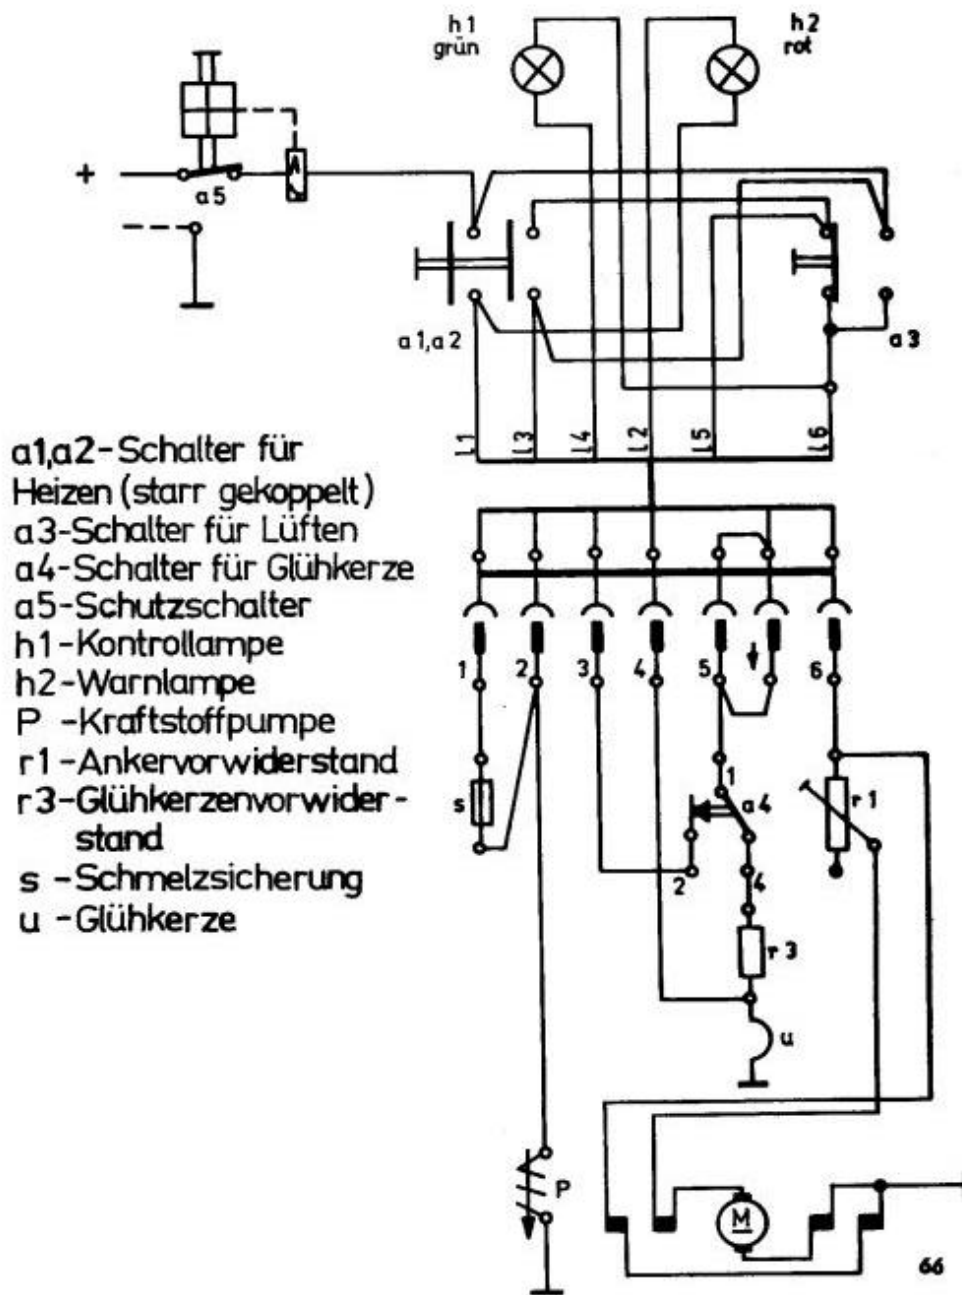 h1
grün
h2
rot
+
a5
a1,a2
a3
l1
l3
l4
l2
l5
l6
a1,a2-Schalter für
Heizen (starr gekoppelt)
a3-Schalter für Lüften
a4-Schalter für Glühkerze
a5-Schutzschalter
h1-Kontrollampe
h2-Warnlampe
P -Kraftstoffpumpe
r1-Ankervorwiderstand
r3-Glühkerzenvorwider-
stand
s -Schmelzsicherung
u -Glühkerze
1
2
3
4
5
6
s
1
a4
2
4
r1
r3
u
P
M
66